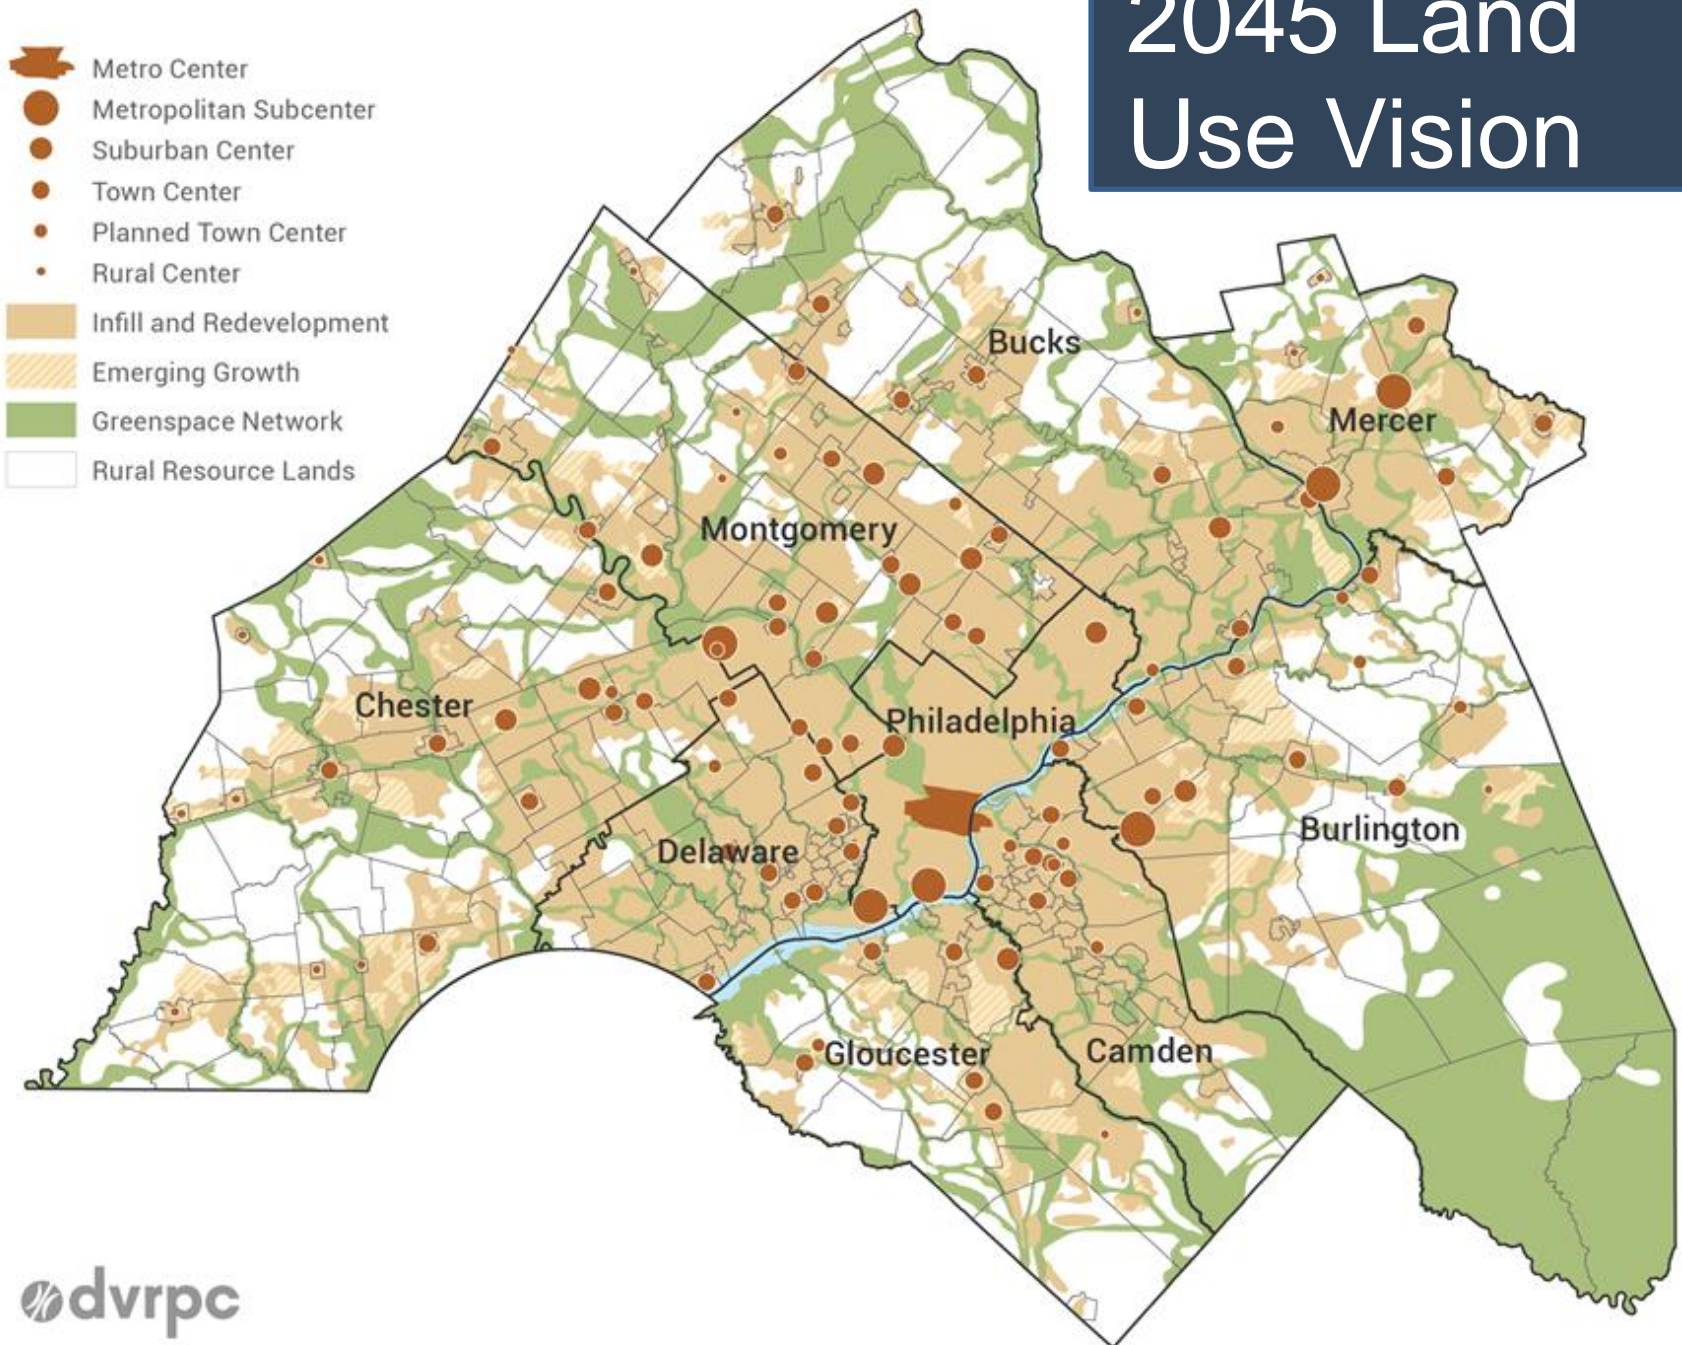 2045 Land
Use Vision
Metro Center
Metropolitan Subcenter
Suburban Center
Town Center
Planned Town Center
Rural Center
Infill and Redevelopment
Emerging Growth
Greenspace Network
Rural Resource Lands
Bucks
Mercer
Montgomery
Chester
Philadelphia
Delaware
Burlington
Gloucester
Camden
dvrpc